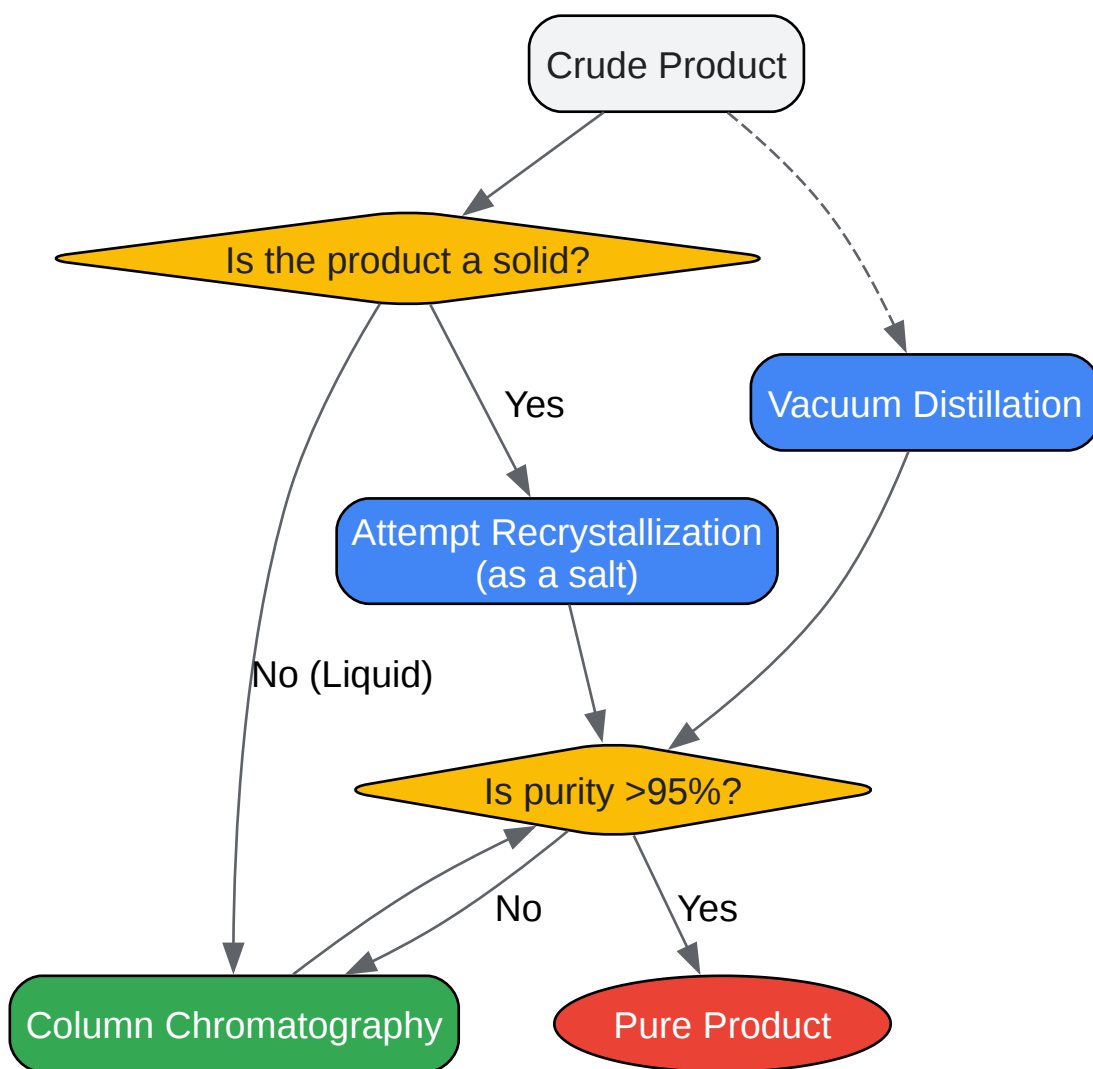 Crude Product
Is the product a solid?
Yes
Vacuum Distillation
Attempt Recrystallization
(as a salt)
No (Liquid)
Is purity >95%?
No
Yes
Column Chromatography
Pure Product